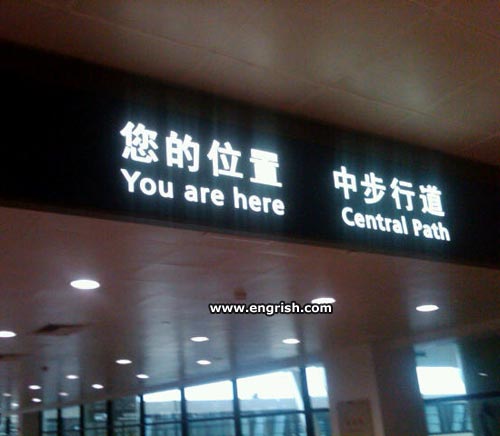 您的位置
You are here
中步行道
Central Path
www.engrish.com